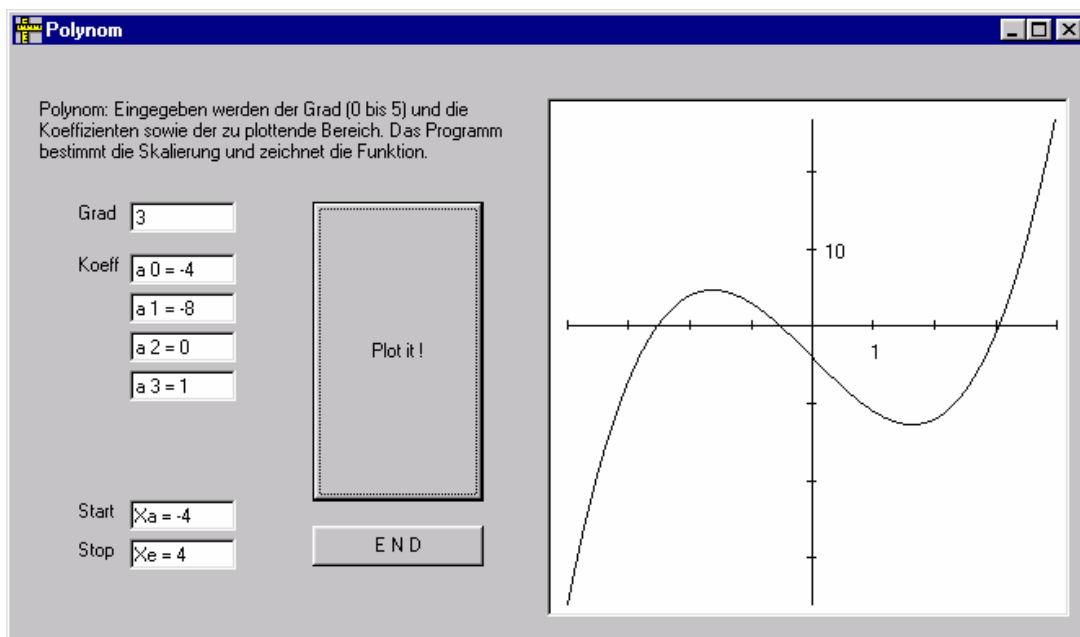 Polynom
Polynom: Eingegeben werden der Grad (0 bis 5) und die
Koeffizienten sowie der zu plottende Bereich. Das Programm
bestimmt die Skalierung und zeichnet die Funktion.
Grad 3
Koeff a 0 = -4
a 1 = -8
a 2 = 0
a 3 = 1
Plot it !
Start Xa = -4
Stop Xe = 4
E N D
10
1